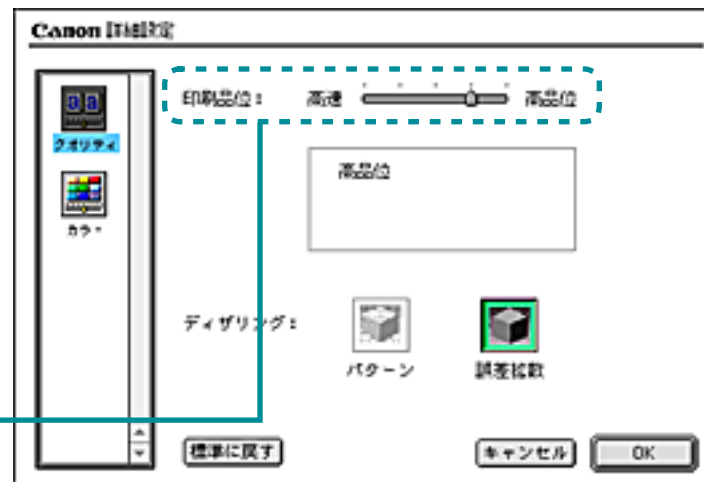 Canon 詳細設定
クオリティ
カラー
印刷品位： 高速 高品位
高品位
ディザリング：
パターン 誤差拡散
標準に戻す キャンセル OK